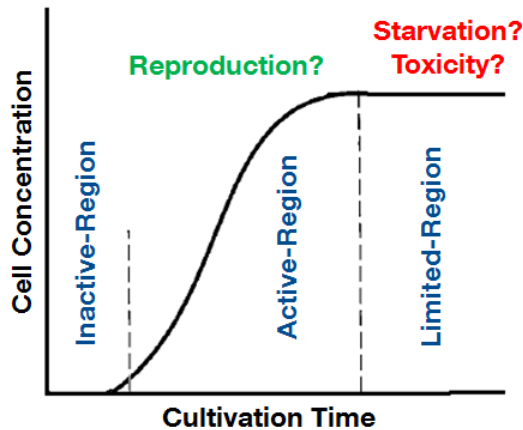 Starvation?
Toxicity?
Reproduction?
Cell Concentration
Inactive-Region
Active-Region
Limited-Region
Cultivation Time